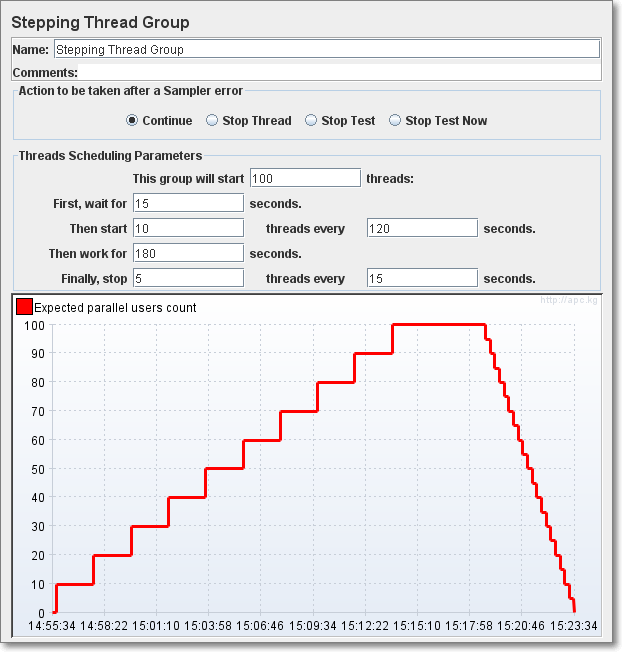 Stepping Thread Group
Name: Stepping Thread Group
Comments:
Action to be taken after a Sampler error
Continue Stop Thread Stop Test Stop Test Now
Threads Scheduling Parameters
This group will start 100 threads:
First, wait for 15 seconds.
Then start 10 threads every 120 seconds.
Then work for 180 seconds.
Finally, stop 5 threads every 15 seconds.
http://apc.kg
Expected parallel users count
100
90
80
70
60
50
40
30
20
10
0
14:55:34 14:58:22 15:01:10 15:03:58 15:06:46 15:09:34 15:12:22 15:15:10 15:17:58 15:20:46 15:23:34